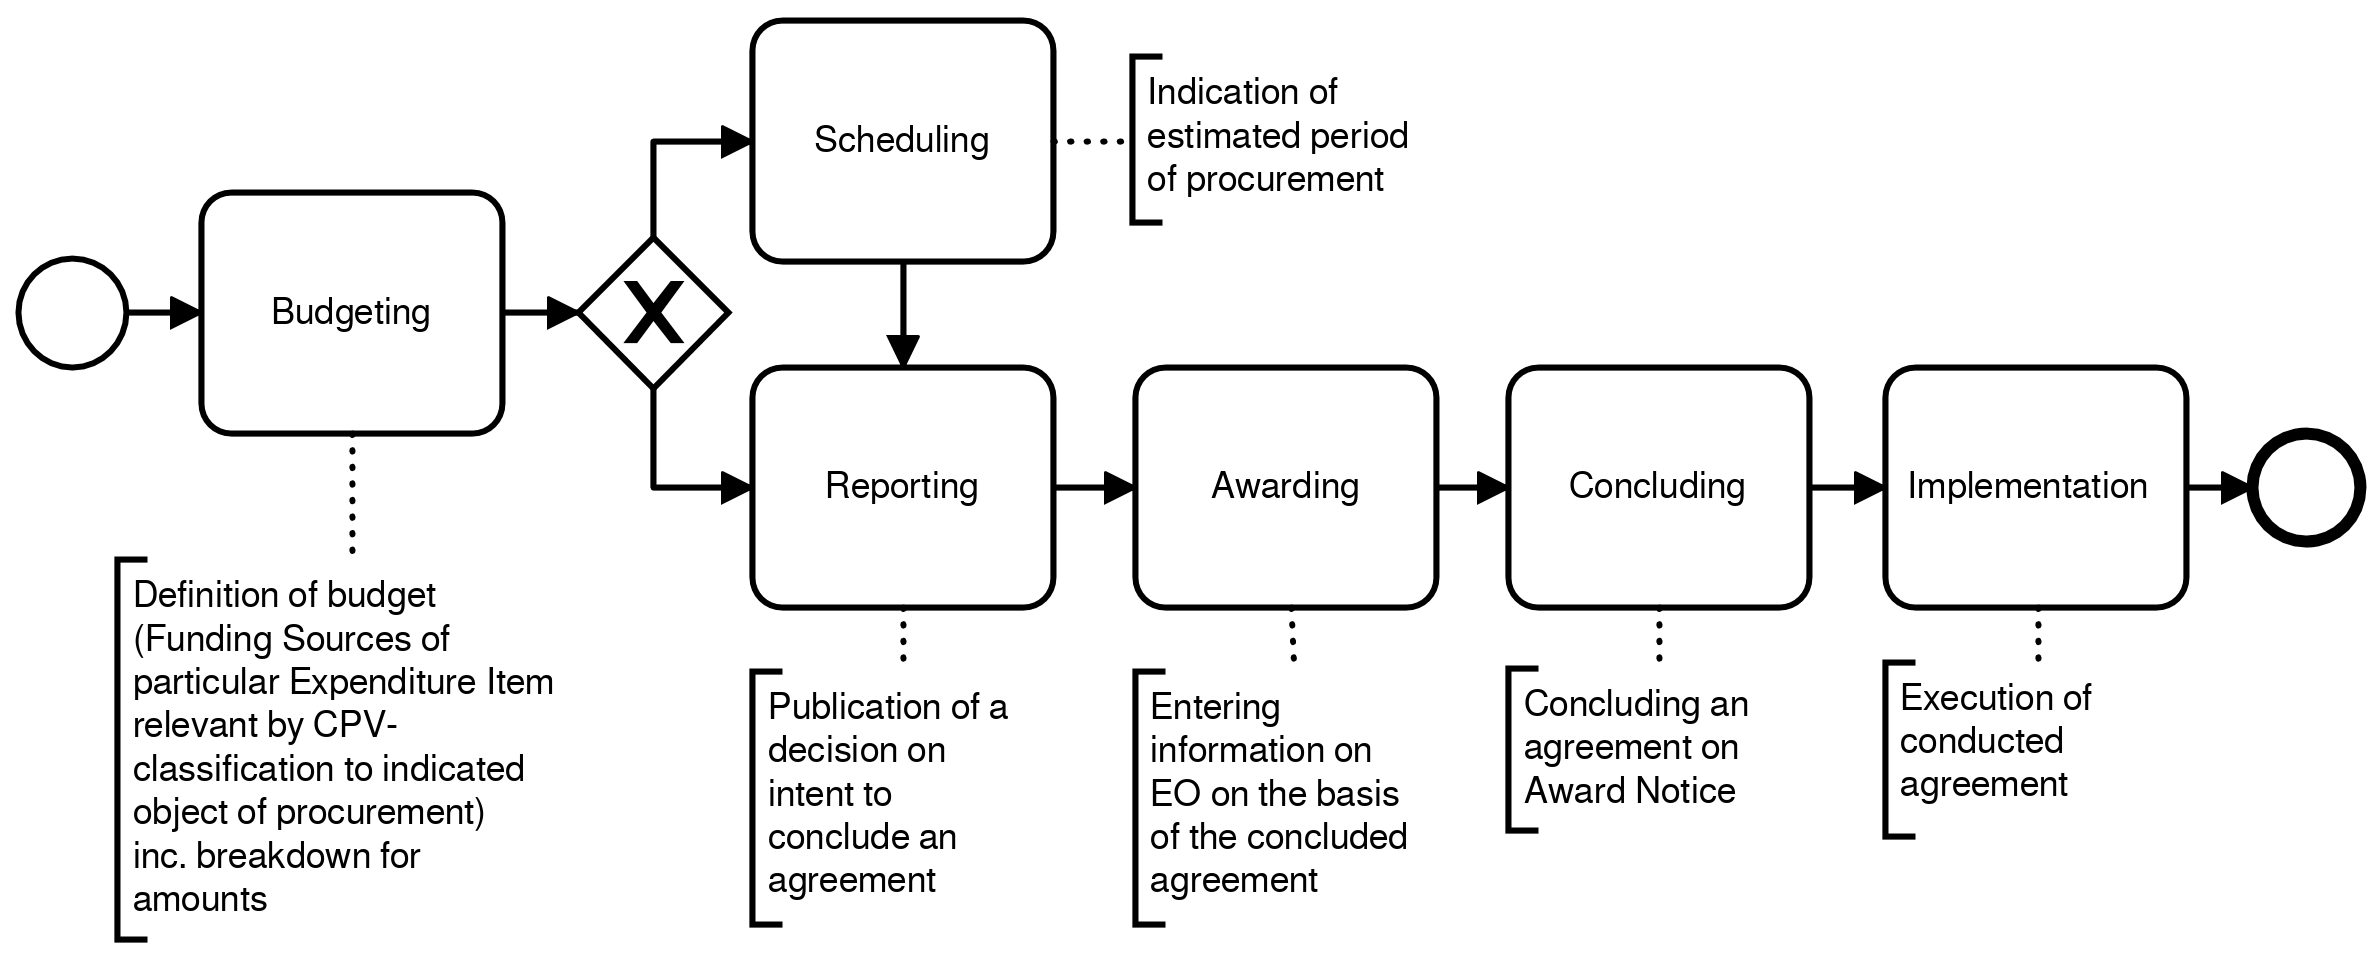 Scheduling
Indication of
estimated period
of procurement
Budgeting
X
Reporting
Awarding
Concluding
Implementation
Definition of budget
(Funding Sources of
particular Expenditure Item
relevant by CPV-
classification to indicated
object of procurement)
inc. breakdown for
amounts
Publication of a
decision on
intent to
conclude an
agreement
Entering
information on
EO on the basis
of the concluded
agreement
Concluding an
agreement on
Award Notice
Execution of
conducted
agreement